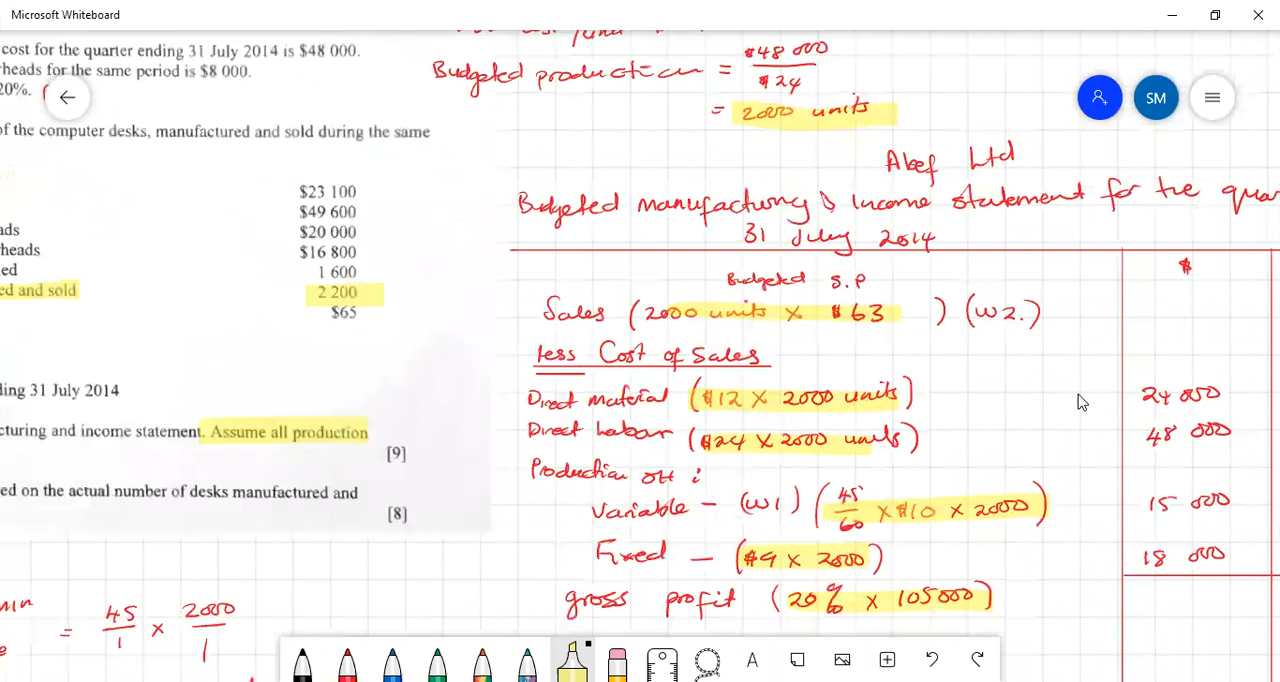 Microsoft Whiteboard
cost for the quarter ending 31 July 2014 is $48 000.
heads for the same period is $8 000.
20%.
of the computer desks, manufactured and sold during the same
$23 100
$49 600
ads $20 000
heads $16 800
ed 1 600
ed and sold 2 200
$65
ding 31 July 2014
cturing and income statement. Assume all production
[9]
ed on the actual number of desks manufactured and
[8]
min
= 45/1 x 2000/1
Budgeted production = $48 000/$24
= 2000 units
SM
Abef Ltd
Budgeted manufacturing & Income statement for the quar
31 July 2014
$
Budgeted S.P
Sales (2000 units x $63 ) (W2.)
less Cost of Sales
Direct material ($12 x 2000 units) 24 000
Direct Labor ($24 x 2000 units) 48 000
Production OH :
Variable - (W1) (45/60 x $10 x 2000) 15 000
Fixed - ($9 x 2000) 18 000
gross profit (20% x 105000)
A